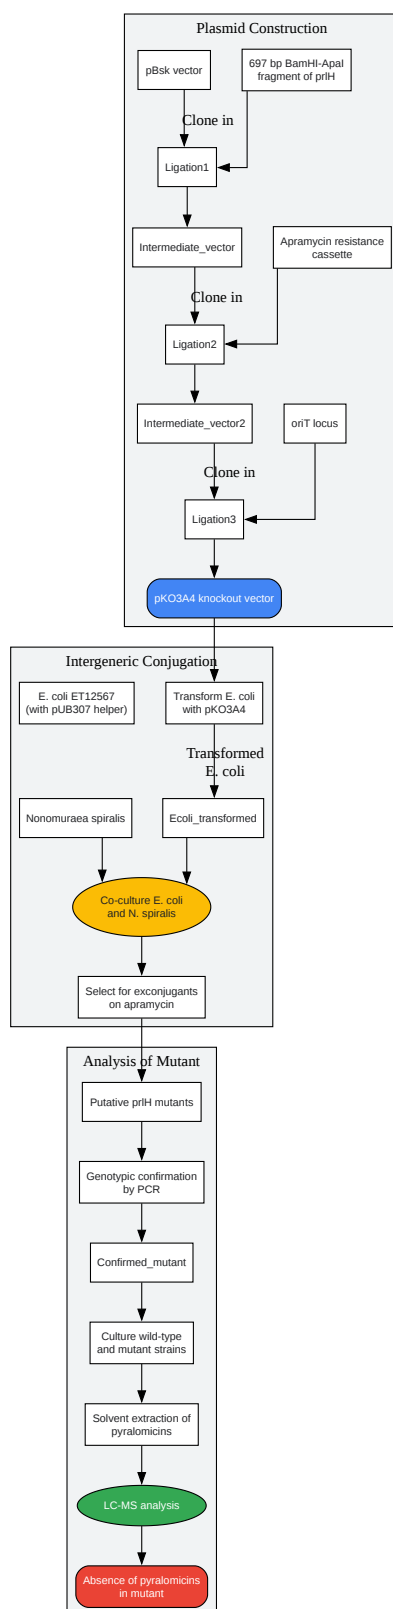 Plasmid Construction
pBsk vector
697 bp BamHI-ApaI
fragment of prlH
Clone in
Ligation1
Intermediate_vector
Apramycin resistance
cassette
Clone in
Ligation2
Intermediate_vector2
oriT locus
Clone in
Ligation3
pKO3A4 knockout vector
Intergeneric Conjugation
E. coli ET12567
(with pUB307 helper)
Transform E. coli
with pKO3A4
Transformed
E. coli
Nonomuraea spiralis
Ecoli_transformed
Co-culture E. coli
and N. spiralis
Select for exconjugants
on apramycin
Analysis of Mutant
Putative prlH mutants
Genotypic confirmation
by PCR
Confirmed_mutant
Culture wild-type
and mutant strains
Solvent extraction of
pyralomicins
LC-MS analysis
Absence of pyralomicins
in mutant